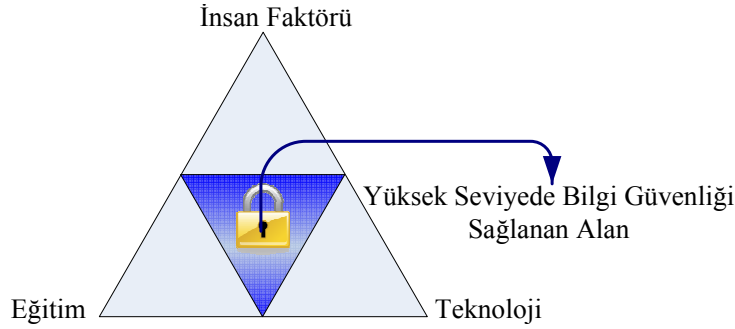 İnsan Faktörü
Yüksek Seviyede Bilgi Güvenliği
Sağlanan Alan
Eğitim
Teknoloji